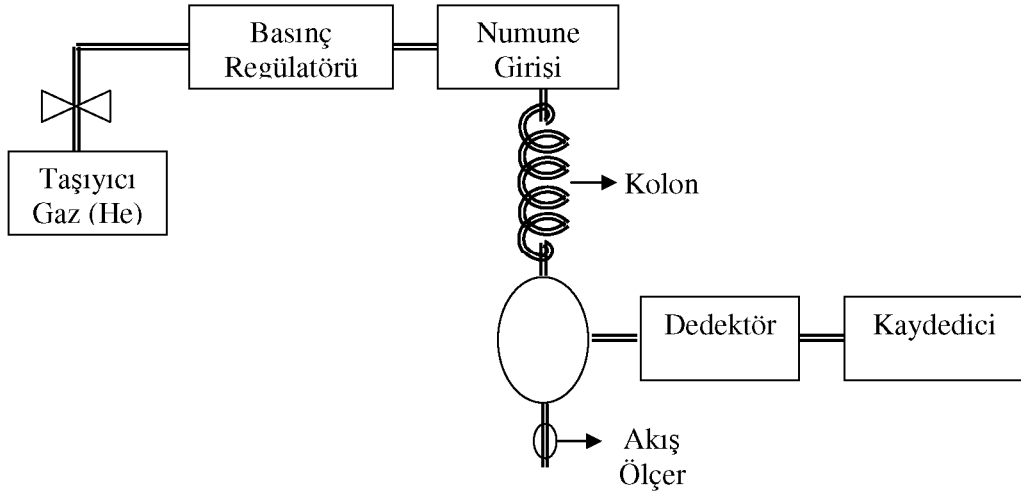 Basınç
Regülatörü
Numune
Girişi
Taşıyıcı
Gaz (He)
Kolon
Dedektör
Kaydedici
Akış
Ölçer